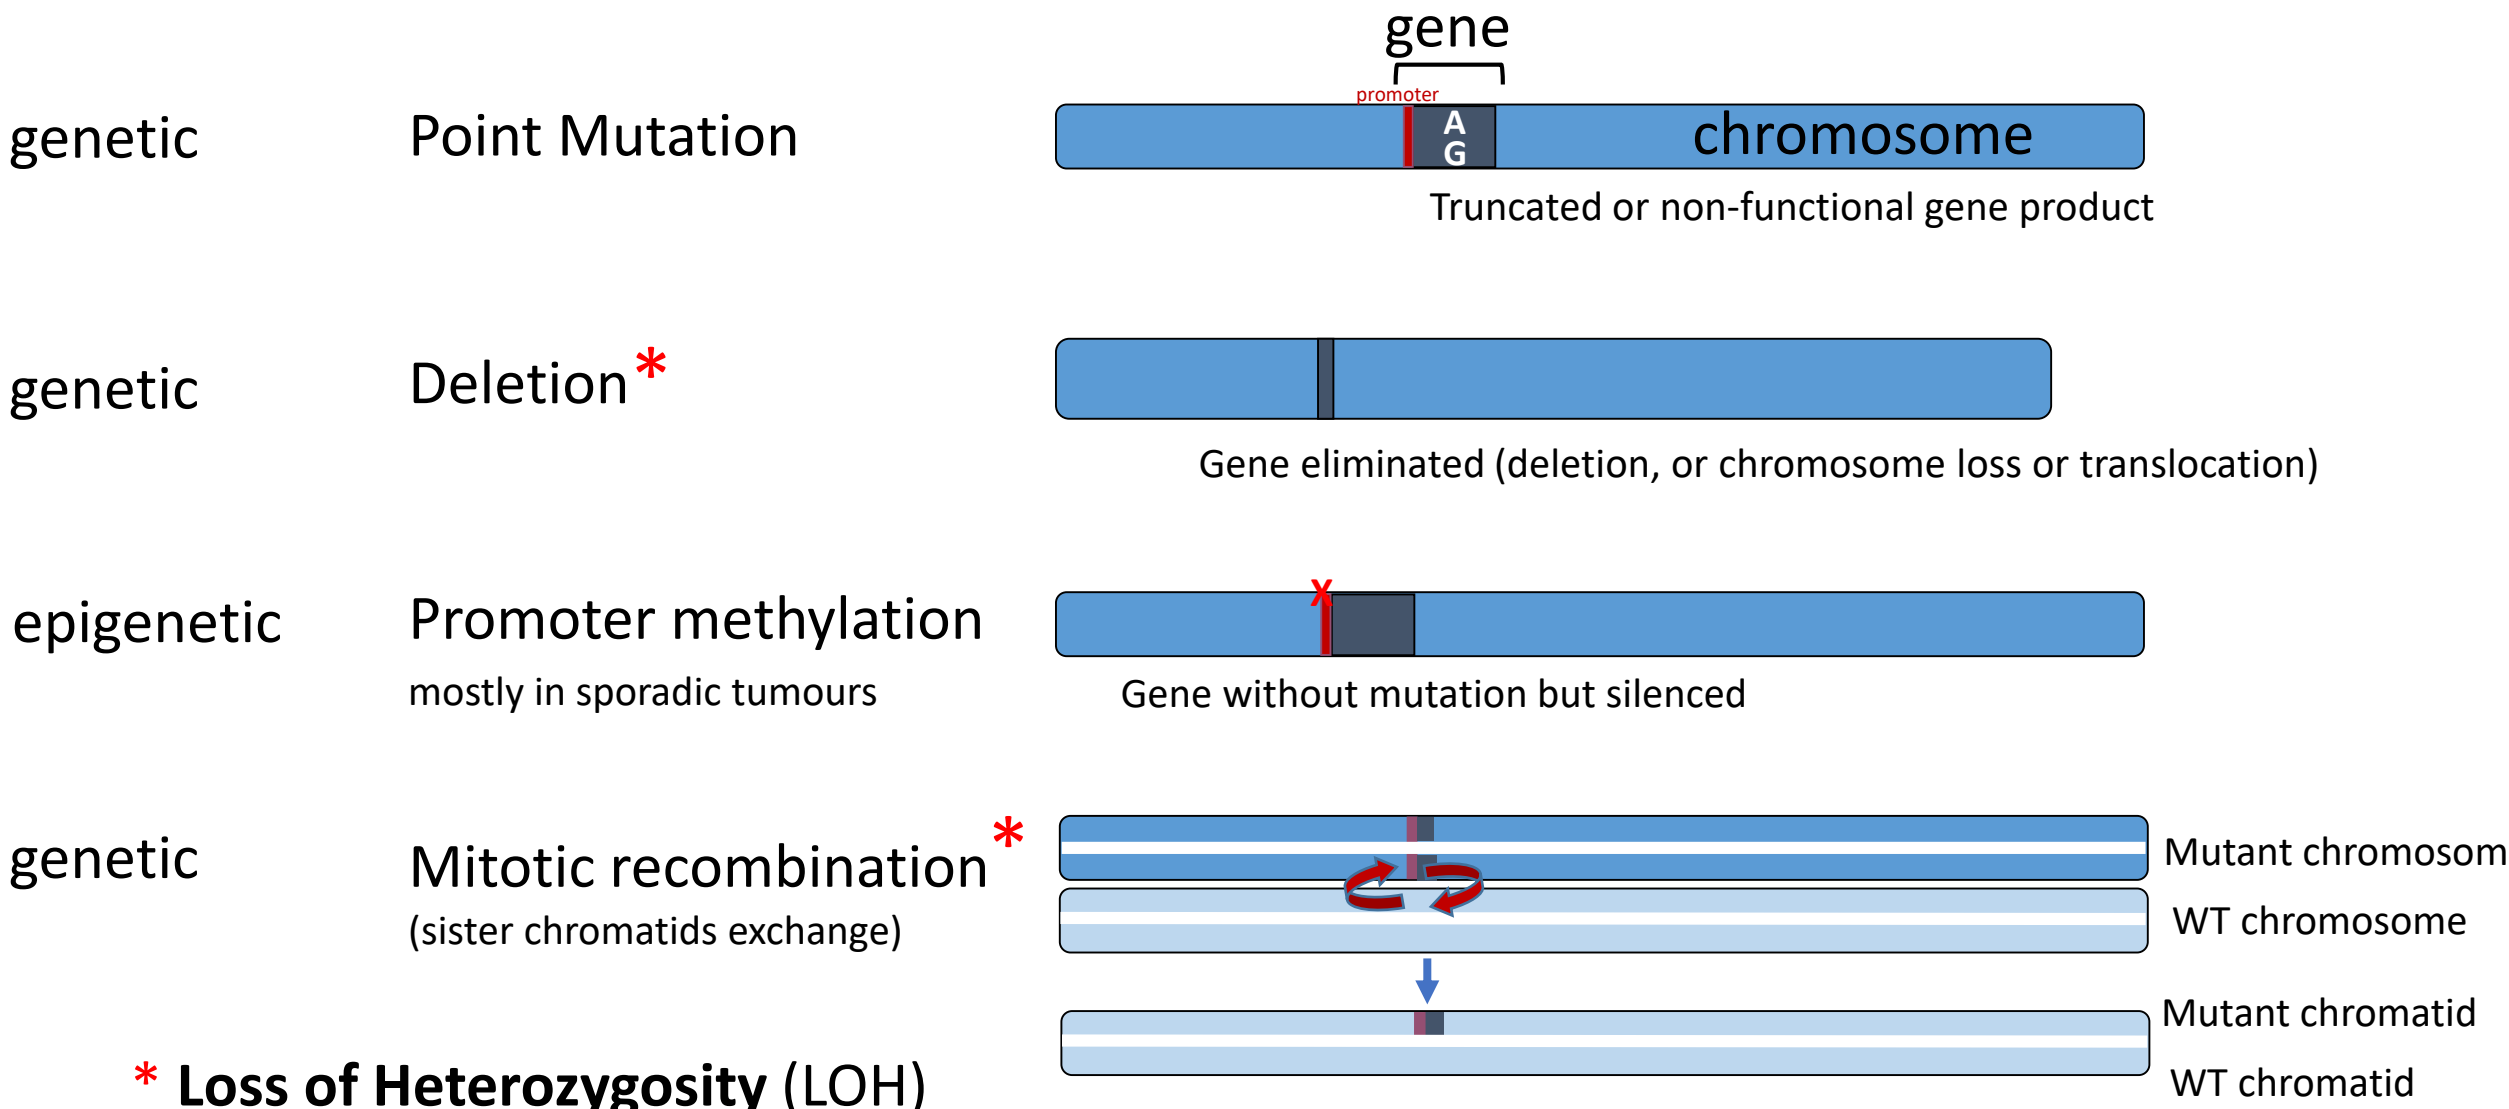 gene
promoter
genetic Point Mutation
A
G
chromosome
Truncated or non-functional gene product
genetic Deletion*
Gene eliminated (deletion, or chromosome loss or translocation)
X
epigenetic Promoter methylation
mostly in sporadic tumours
Gene without mutation but silenced
genetic Mitotic recombination*
(sister chromatids exchange)
Mutant chromosom
WT chromosome
Mutant chromatid
WT chromatid
* Loss of Heterozygosity (LOH)